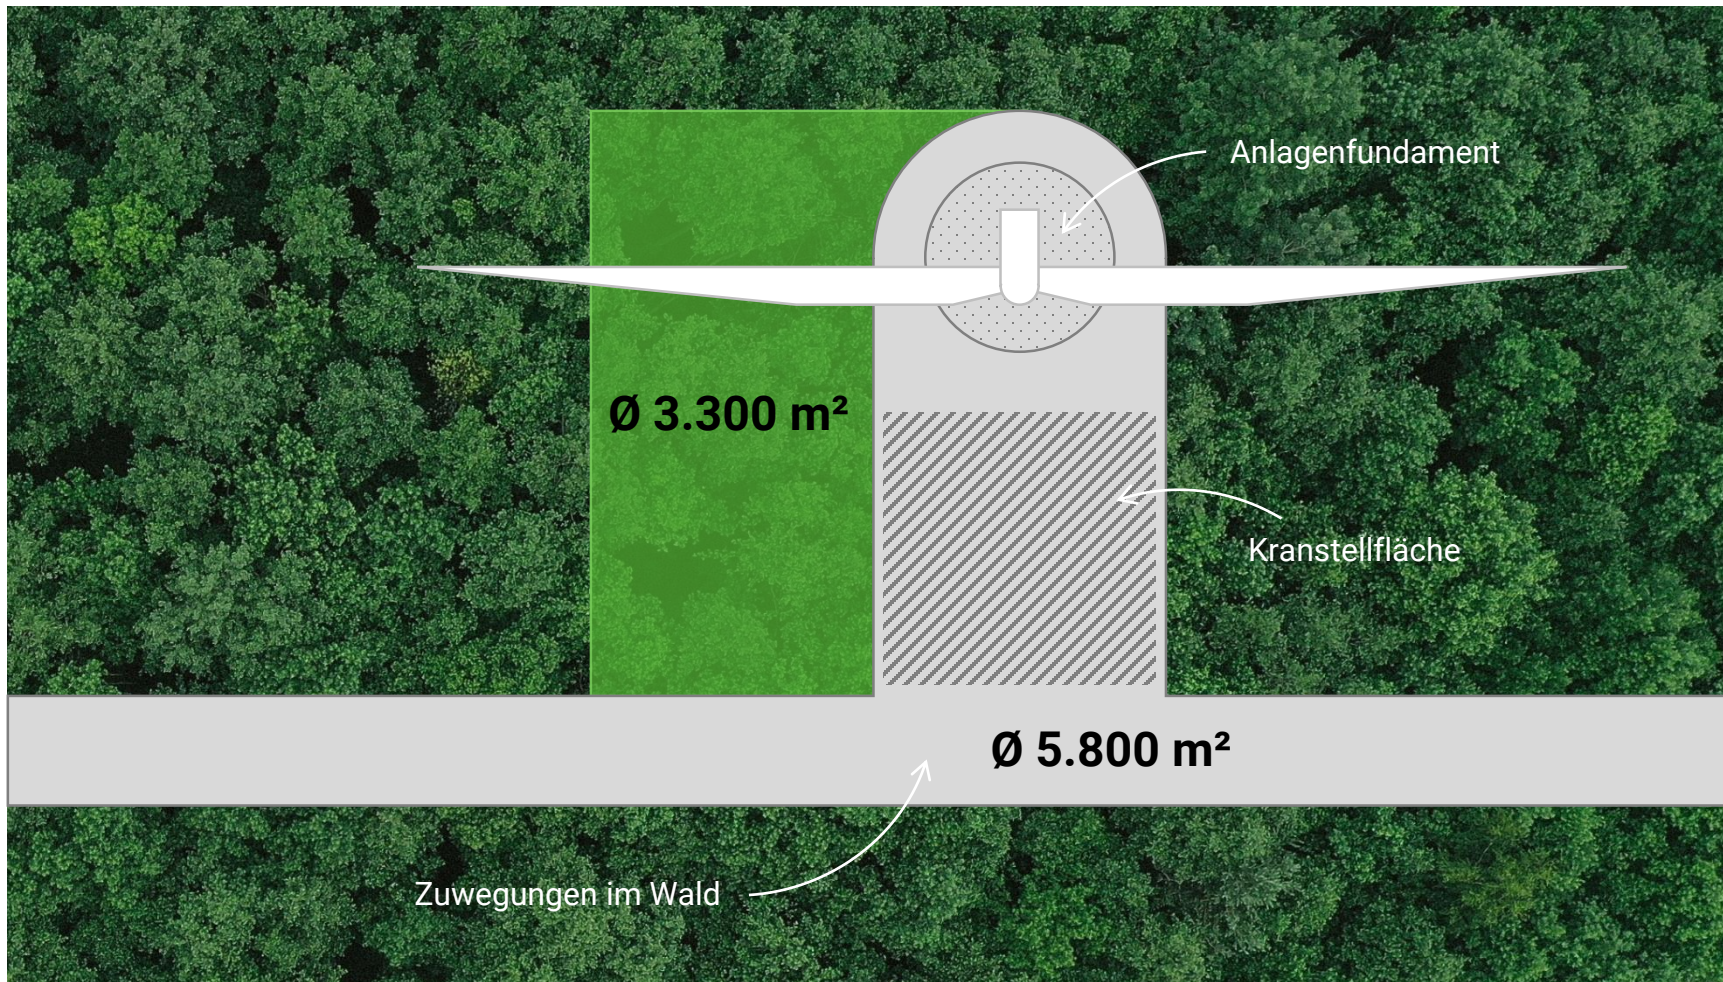 Anlagenfundament
Ø 3.300 m²
Kranstellfläche
Ø 5.800 m²
Zuwegungen im Wald